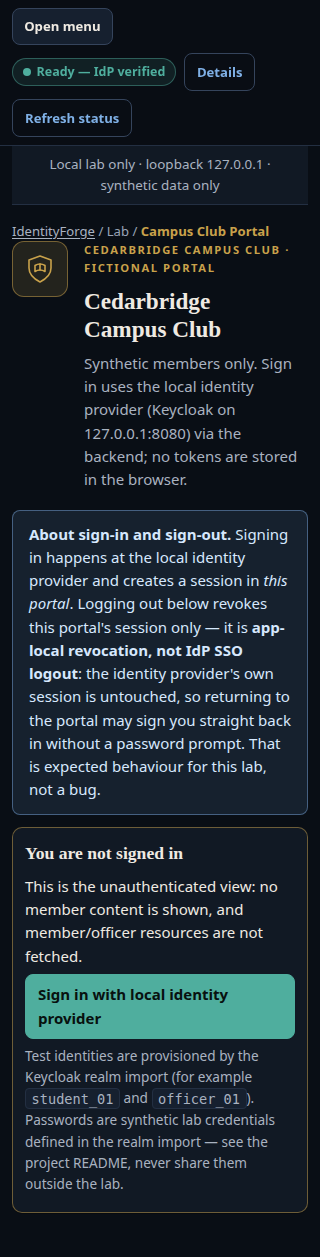 Open menu
Ready — IdP verified
Details
Refresh status
Local lab only · loopback 127.0.0.1 ·
synthetic data only
IdentityForge / Lab / Campus Club Portal
CEDARBRIDGE CAMPUS CLUB ·
FICTIONAL PORTAL
Cedarbridge
Campus Club
Synthetic members only. Sign
in uses the local identity
provider (Keycloak on
127.0.0.1:8080) via the
backend; no tokens are stored
in the browser.
About sign-in and sign-out. Signing
in happens at the local identity
provider and creates a session in this
portal. Logging out below revokes
this portal's session only — it is app-
local revocation, not IdP SSO
logout: the identity provider's own
session is untouched, so returning to
the portal may sign you straight back
in without a password prompt. That
is expected behaviour for this lab,
not a bug.
You are not signed in
This is the unauthenticated view: no
member content is shown, and
member/officer resources are not
fetched.
Sign in with local identity
provider
Test identities are provisioned by the
Keycloak realm import (for example
student_01 and officer_01).
Passwords are synthetic lab credentials
defined in the realm import — see the
project README, never share them
outside the lab.